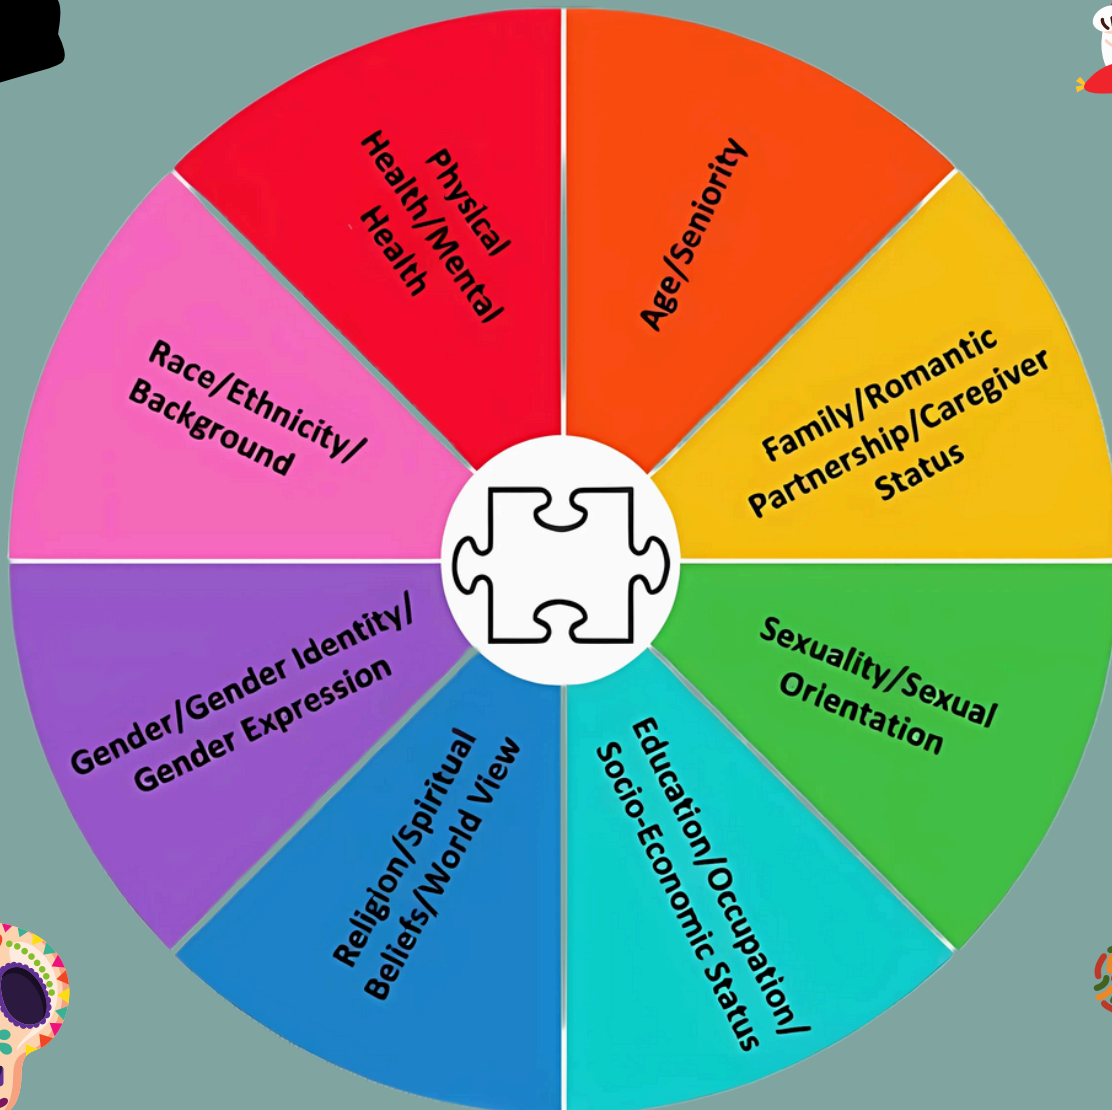 Physical
Health/Mental
Health
Age/Seniority
Family/Romantic
Partnership/Caregiver
Status
Sexuality/Sexual
Orientation
Education/Occupation/
Socio-Economic Status
Religion/Spiritual
Beliefs/World View
Gender/Gender Identity/
Gender Expression
Race/Ethnicity/
Background